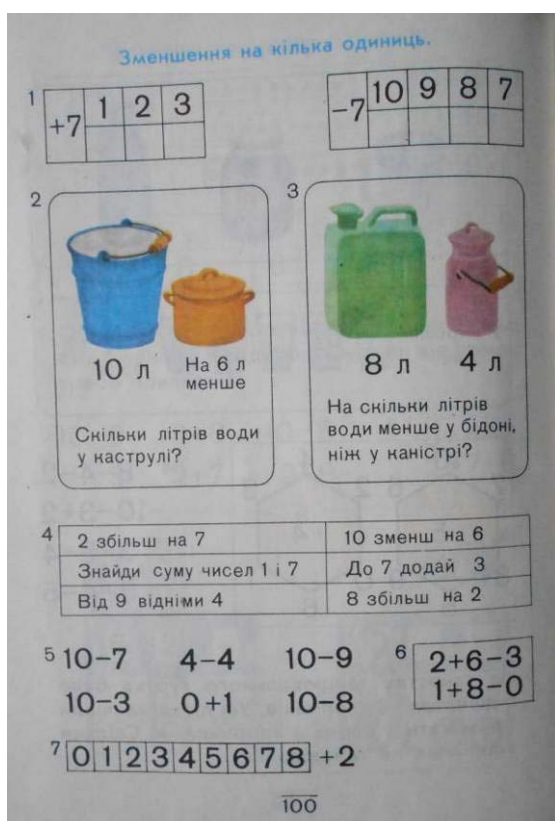 Зменшення на кілька одиниць.
1
+7 1 2 3
−7 10 9 8 7
2
10 л
На 6 л
менше
Скільки літрів води
у каструлі?
3
8 л 4 л
На скільки літрів
води менше у бідоні,
ніж у каністрі?
4
2 збільш на 7 10 зменш на 6
Знайди суму чисел 1 і 7 До 7 додай 3
Від 9 відніми 4 8 збільш на 2
5 10−7 4−4 10−9
10−3 0+1 10−8
6 2+6−3
1+8−0
7 0 1 2 3 4 5 6 7 8 +2
100